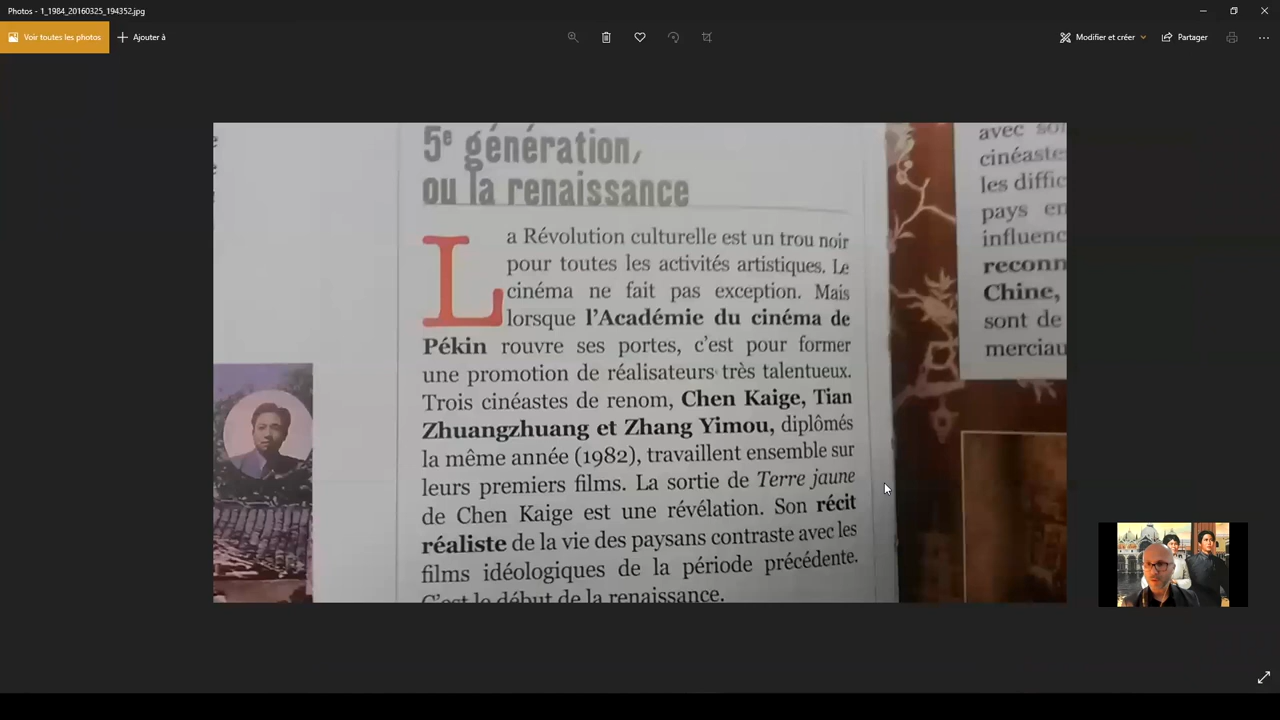 Photos - 1_1984_20160325_194352.jpg
Voir toutes les photos
Ajouter à
Modifier et créer
Partager
5e génération,
ou la renaissance
La Révolution culturelle est un trou noir
pour toutes les activités artistiques. Le
cinéma ne fait pas exception. Mais
lorsque l'Académie du cinéma de
Pékin rouvre ses portes, c'est pour former
une promotion de réalisateurs très talentueux.
Trois cinéastes de renom, Chen Kaige, Tian
Zhuangzhuang et Zhang Yimou, diplômés
la même année (1982), travaillent ensemble sur
leurs premiers films. La sortie de Terre jaune
de Chen Kaige est une révélation. Son récit
réaliste de la vie des paysans contraste avec les
films idéologiques de la période précédente.
C'est le début de la renaissance.
avec
cinéaste
les diffic
pays en
influenc
reconn
Chine,
sont de
merciau